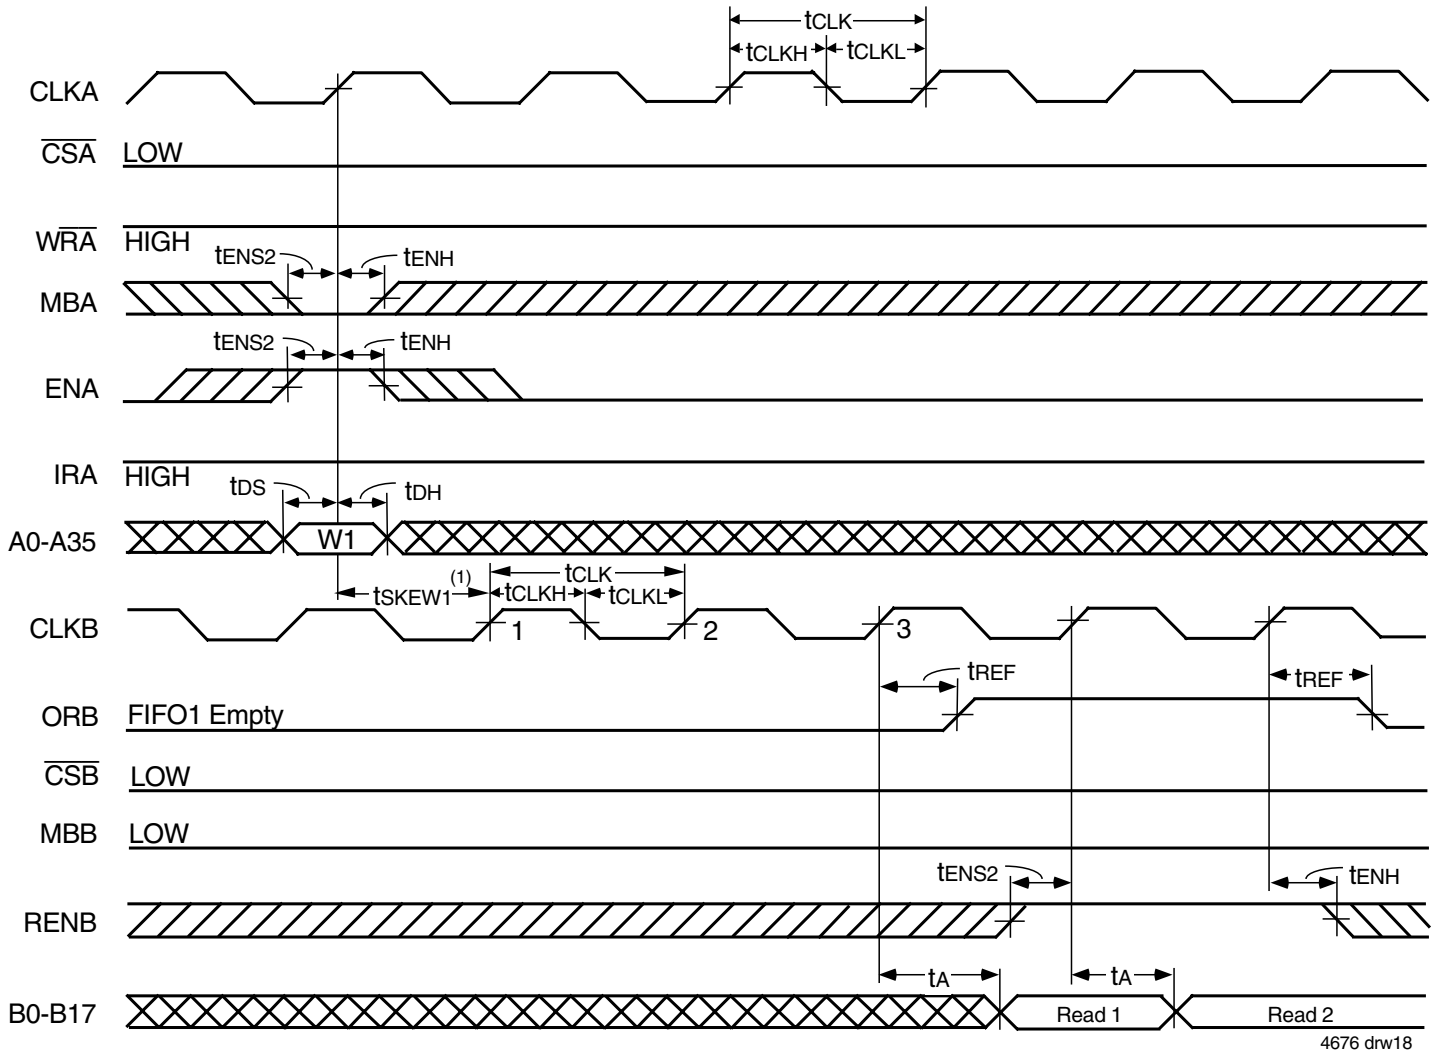 tCLK
tCLKH tCLKL
CLKA
CSA LOW
WRA HIGH
tENS2 tENH
MBA
tENS2 tENH
ENA
IRA HIGH
tDS tDH
A0-A35 W1
tSKEW1(1) tCLK
tCLKH tCLKL
CLKB 1 2 3
tREF tREF
ORB FIFO1 Empty
CSB LOW
MBB LOW
tENS2 tENH
RENB
tA tA
B0-B17 Read 1 Read 2
4676 drw18